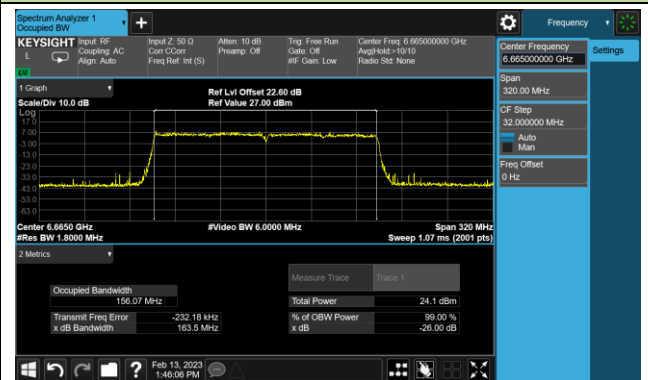 Spectrum Analyzer 1
Occupied BW
Frequency
KEYSIGHT
L
Input: RF
Coupling: AC
Align: Auto
Input Z: 50 Ω
Corr CCorr
Freq Ref: Int (S)
Atten: 10 dB
Preamp: Off
Trig: Free Run
Gate: Off
#IF Gain: Low
Center Freq: 6.665000000 GHz
Avg|Hold:>10/10
Radio Std: None
Center Frequency
6.665000000 GHz
Settings
Span
320.00 MHz
CF Step
32.000000 MHz
Auto
Man
Freq Offset
0 Hz
1 Graph
Scale/Div 10.0 dB
Ref Lvl Offset 22.60 dB
Ref Value 27.00 dBm
Log
17.0
7.00
-3.00
-13.0
-23.0
-33.0
-43.0
-53.0
-63.0
Center 6.6650 GHz
#Video BW 6.0000 MHz
Span 320 MHz
#Res BW 1.8000 MHz
Sweep 1.07 ms (2001 pts)
2 Metrics
Measure Trace
Trace 1
Occupied Bandwidth
156.07 MHz
Total Power
24.1 dBm
Transmit Freq Error
-232.18 kHz
% of OBW Power
99.00 %
x dB Bandwidth
163.5 MHz
x dB
-26.00 dB
Feb 13, 2023
1:46:06 PM